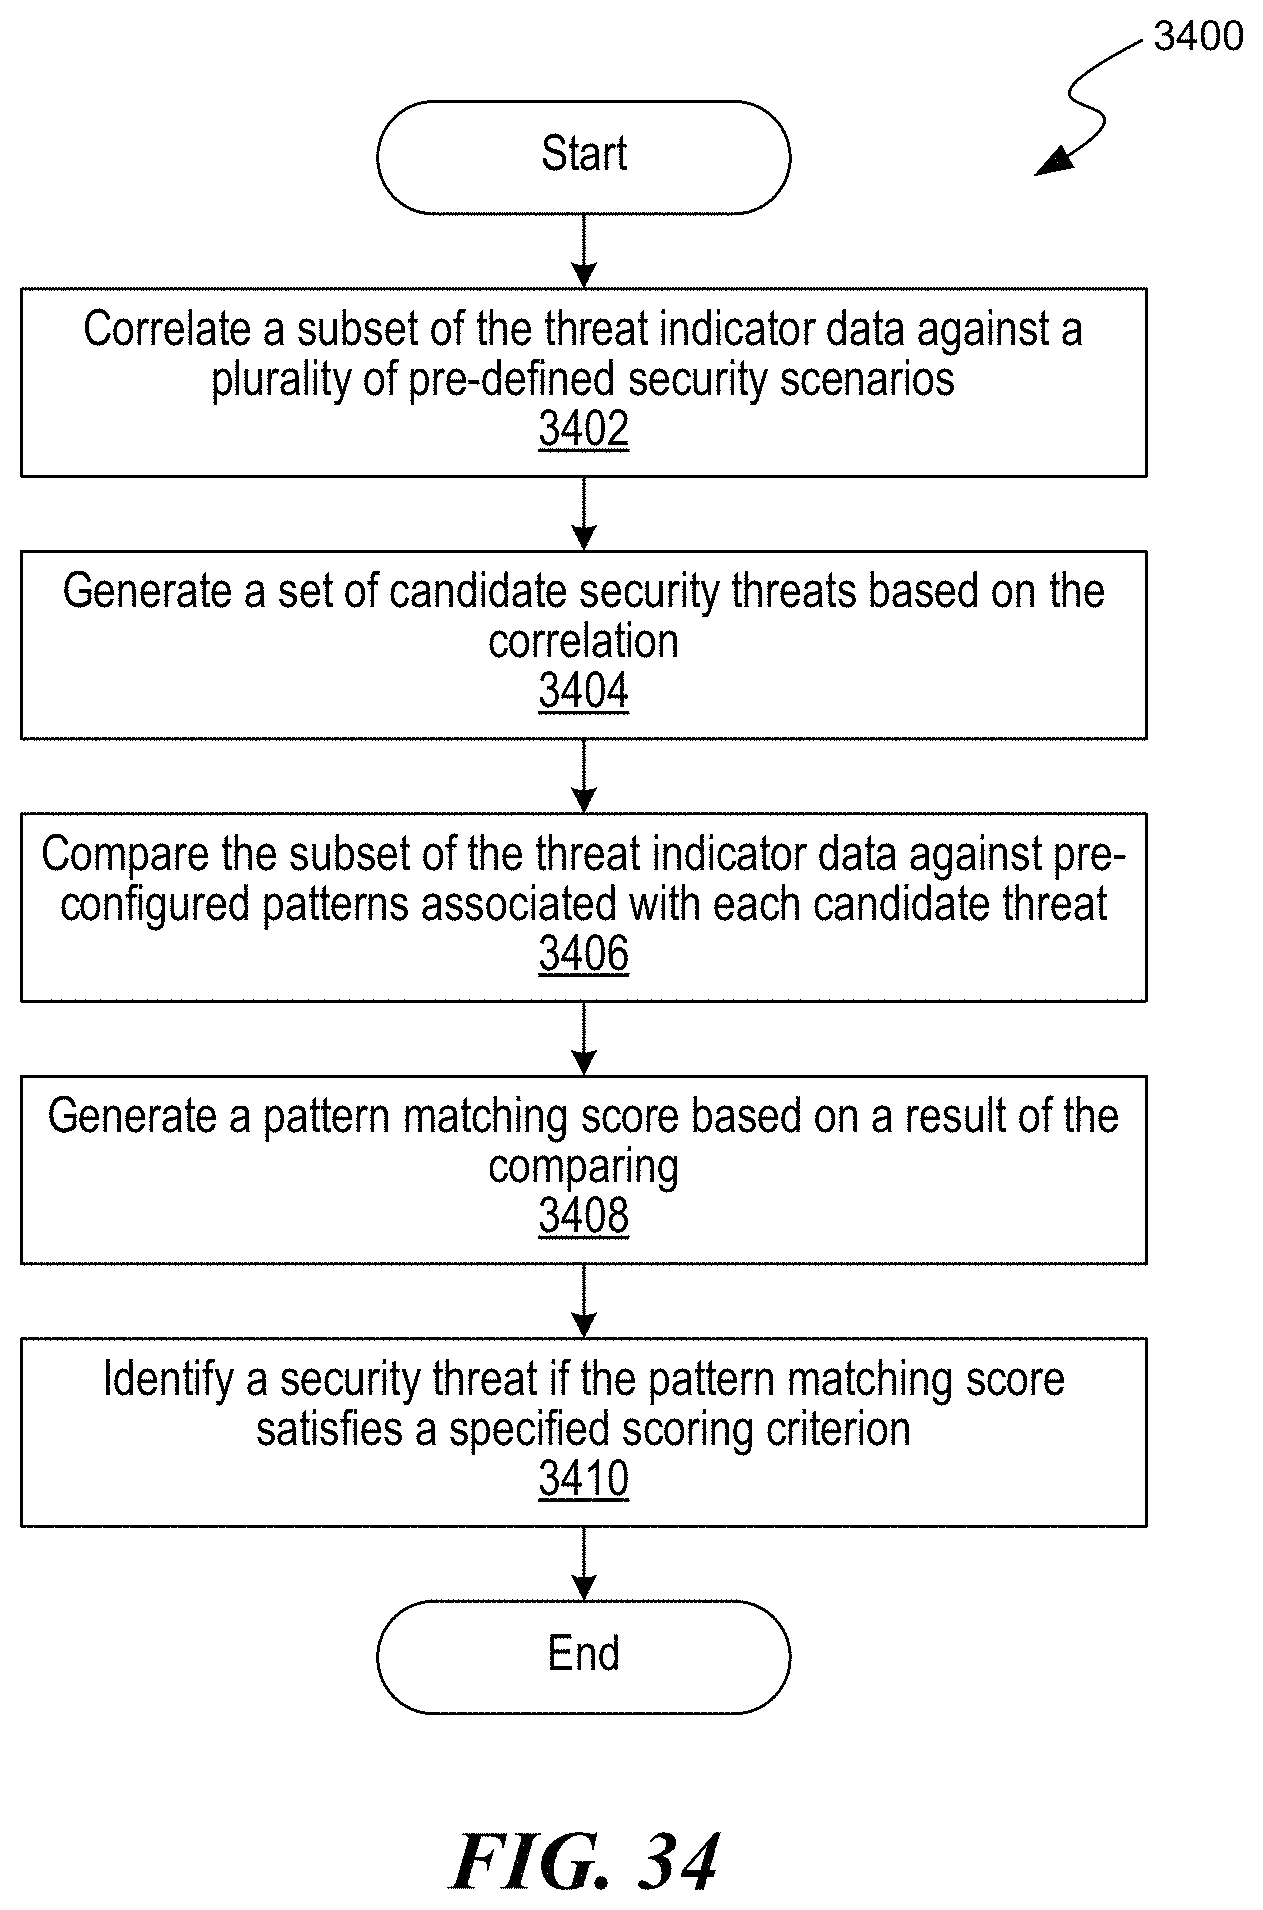 3400
Start
Correlate a subset of the threat indicator data against a
plurality of pre-defined security scenarios
3402
Generate a set of candidate security threats based on the
correlation
3404
Compare the subset of the threat indicator data against pre-
configured patterns associated with each candidate threat
3406
Generate a pattern matching score based on a result of the
comparing
3408
Identify a security threat if the pattern matching score
satisfies a specified scoring criterion
3410
End
FIG. 34